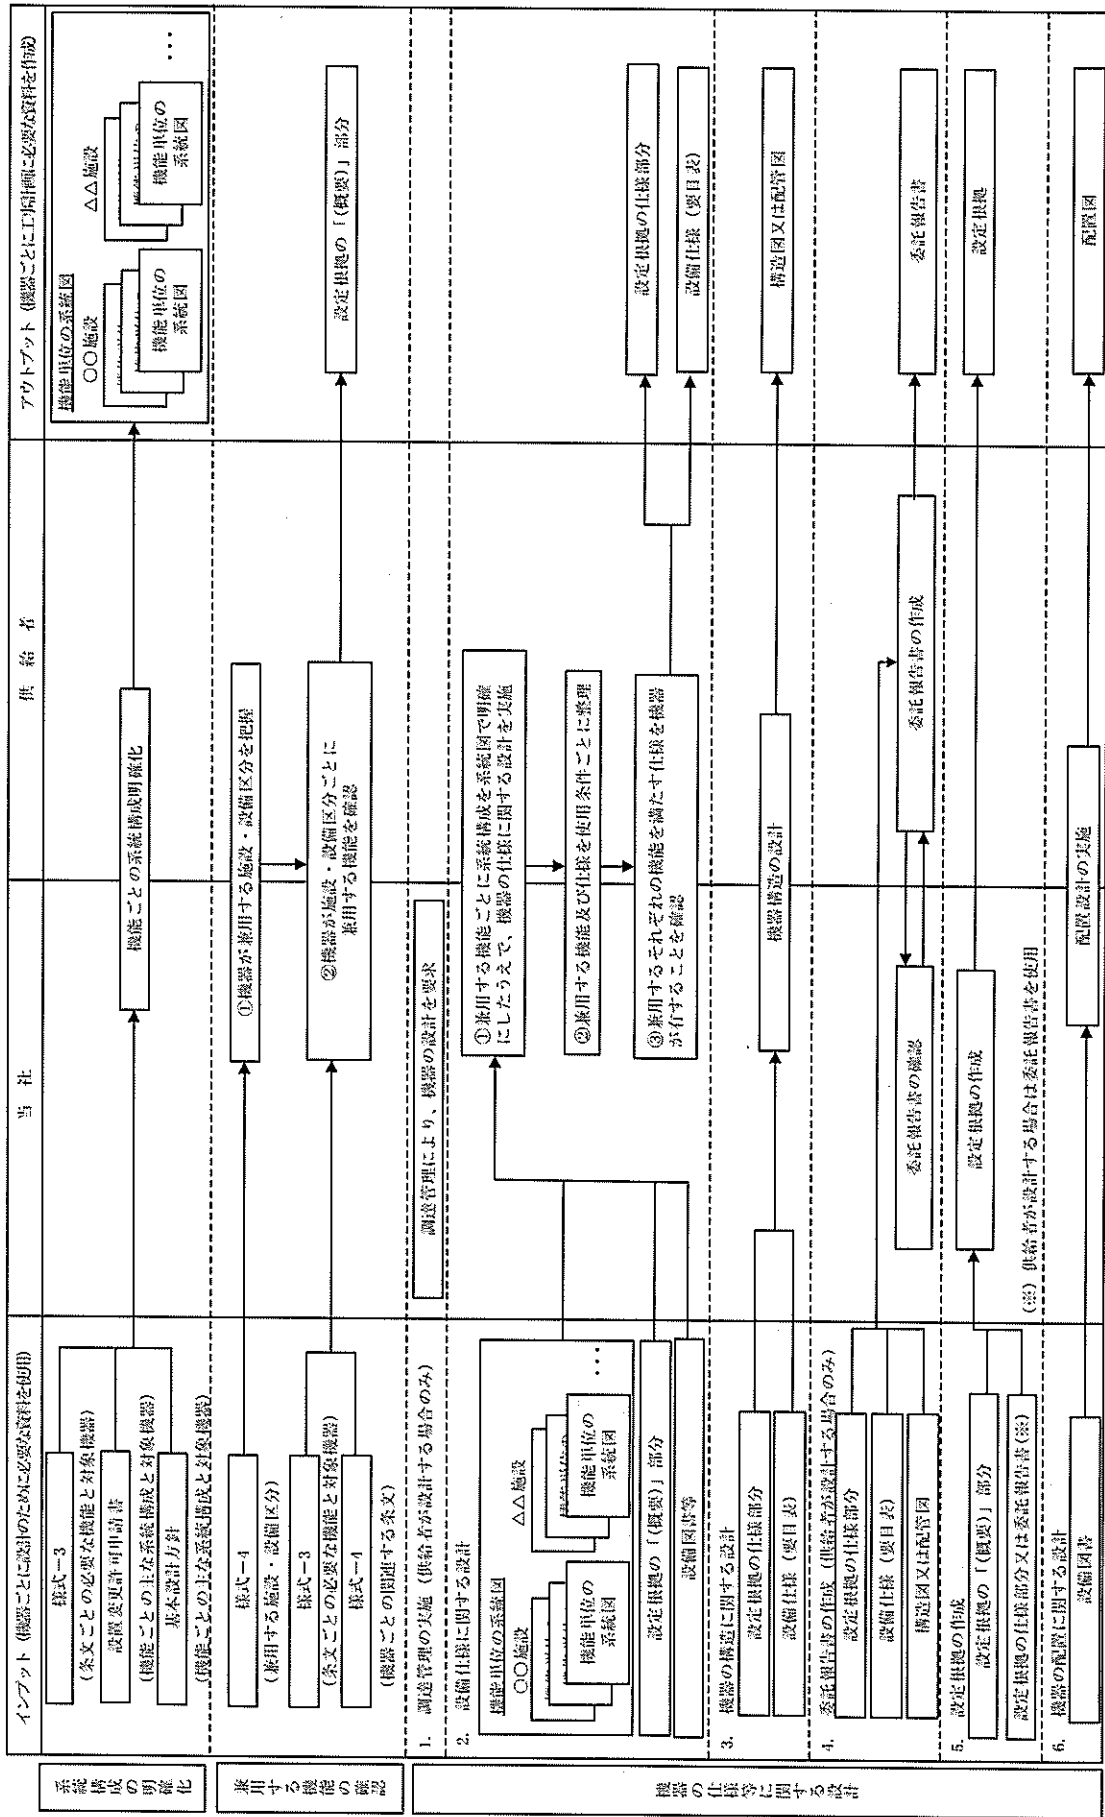 インプット（機器ごとに設計のために必要な資料を使用）
当　社
供　給　者
アウトプット（機器ごとに工事計画に必要な資料を作成）
系統構成の明確化
様式－3
（条文ごとの必要な機能と対象機器）
設置変更許可申請書
（機能ごとの主な系統構成と対象機器）
基本設計方針
（機能ごとの主な系統構成と対象機器）
機能ごとの系統構成明確化
機能単位の系統図
○○施設
機能単位の
系統図
△△施設
機能単位の
系統図
・・・
兼用する機能の確認
様式－4
（兼用する施設・設備区分）
様式－3
（条文ごとの必要な機能と対象機器）
様式－4
（機器ごとの関連する条文）
①機器が兼用する施設・設備区分を把握
②機器が施設・設備区分ごとに
兼用する機能を確認
設定根拠の「（概要）」部分
機器の仕様等に関する設計
1.　調達管理の実施（供給者が設計する場合のみ）
調達管理により、機器の設計を要求
2.　設備仕様に関する設計
機能単位の系統図
○○施設
機能単位の
系統図
△△施設
機能単位の
系統図
・・・
設定根拠の「（概要）」部分
設備図書等
①兼用する機能ごとに系統構成を系統図で明確
にしたうえで、機器の仕様に関する設計を実施
②兼用する機能及び仕様を使用条件ごとに整理
③兼用するそれぞれの機能を満たす仕様を機器
が有することを確認
設定根拠の仕様部分
設備仕様（要目表）
3.　機器の構造に関する設計
設定根拠の仕様部分
設備仕様（要目表）
機器構造の設計
構造図又は配管図
4.　委託報告書の作成（供給者が設計する場合のみ）
設定根拠の仕様部分
設備仕様（要目表）
構造図又は配管図
委託報告書の確認
委託報告書の作成
委託報告書
5.　設定根拠の作成
設定根拠の「（概要）」部分
設定根拠の仕様部分又は委託報告書（※）
設定根拠の作成
（※）供給者が設計する場合は委託報告書を使用
設定根拠
6.　機器の配置に関する設計
設備図書
配置設計の実施
配置図